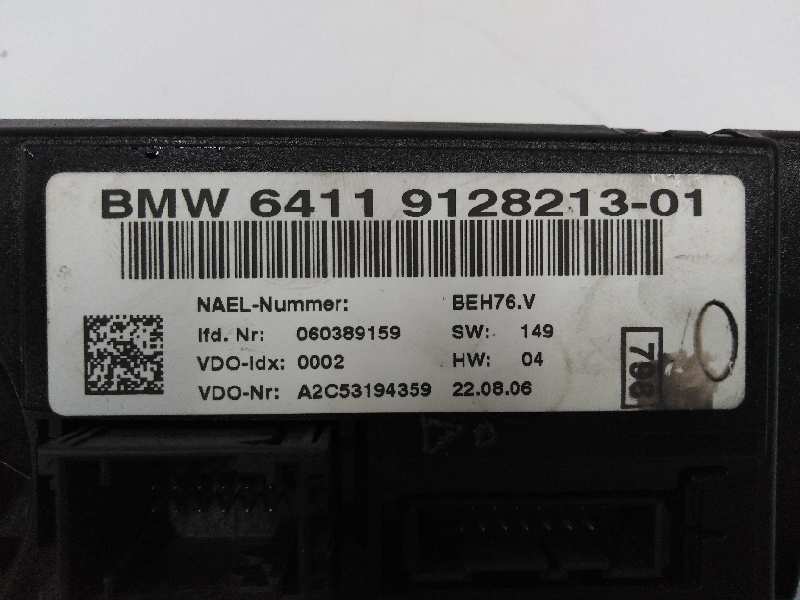 BMW 6411 9128213-01
NAEL-Nummer: BEH76.V
lfd. Nr: 060389159 SW: 149
VDO-Idx: 0002 HW: 04
VDO-Nr: A2C53194359 22.08.06